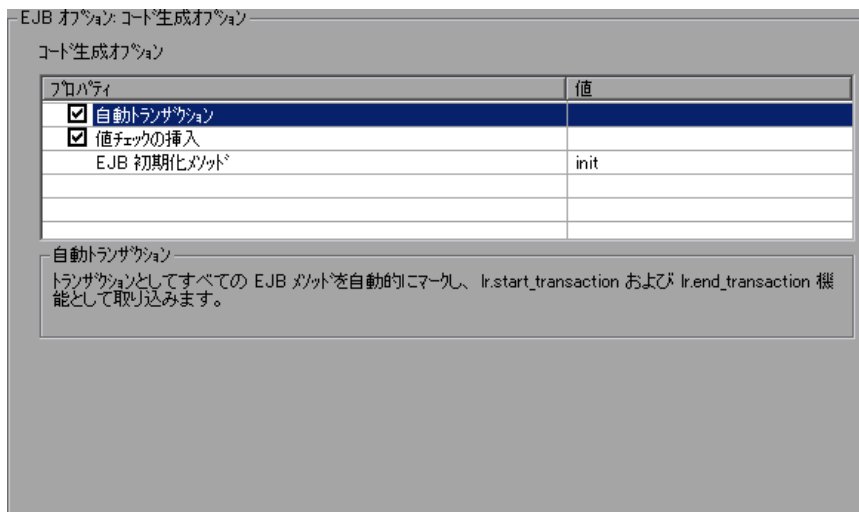 EJB オプション: コード生成オプション
コード生成オプション
プロパティ 値
自動トランザクション
値チェックの挿入
EJB 初期化メソッド init
自動トランザクション
トランザクションとしてすべての EJB メソッドを自動的にマークし、 lr.start_transaction および lr.end_transaction 機
能として取り込みます。